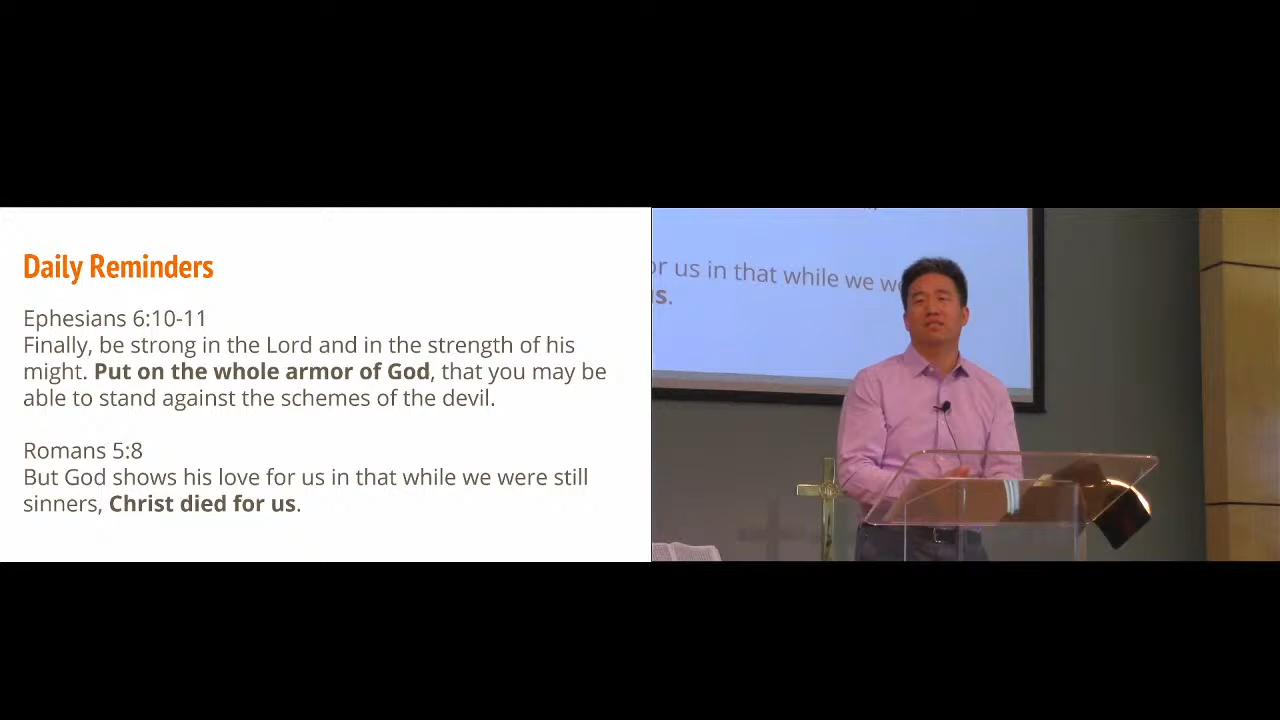 Daily Reminders
Ephesians 6:10-11
Finally, be strong in the Lord and in the strength of his
might. Put on the whole armor of God, that you may be
able to stand against the schemes of the devil.
Romans 5:8
But God shows his love for us in that while we were still
sinners, Christ died for us.
for us in that while we
us.